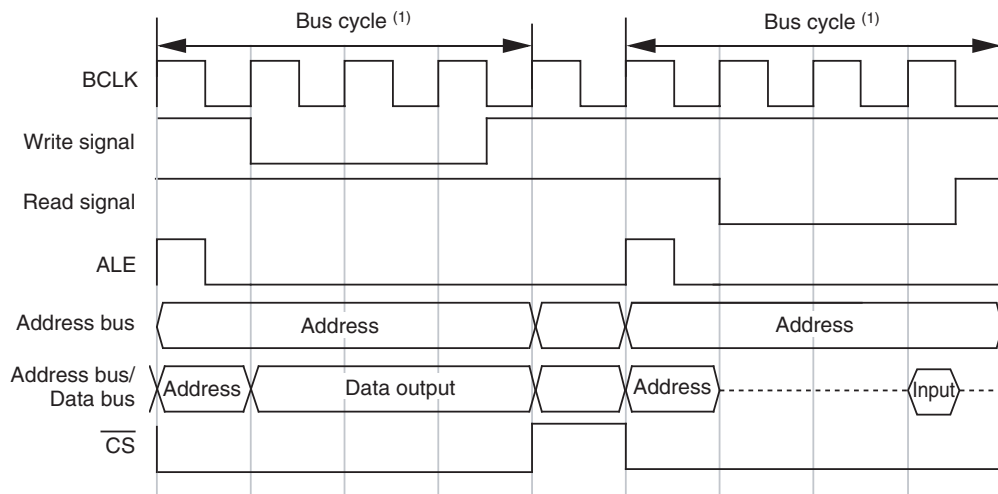 Bus cycle (1)
Bus cycle (1)
BCLK
Write signal
Read signal
ALE
Address bus
Address
Address
Address bus/
Data bus
Address
Data output
Address
Input
CS